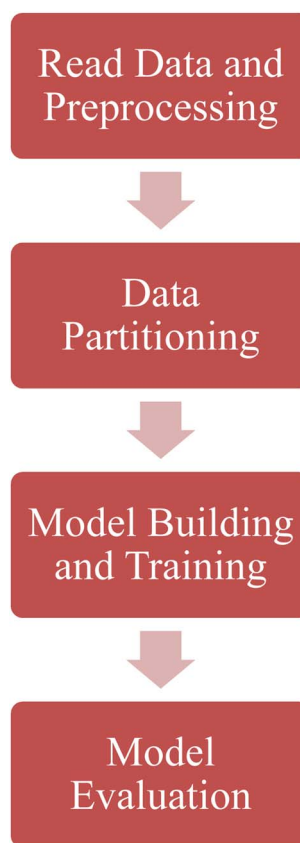 Read Data and
Preprocessing
Data
Partitioning
Model Building
and Training
Model
Evaluation